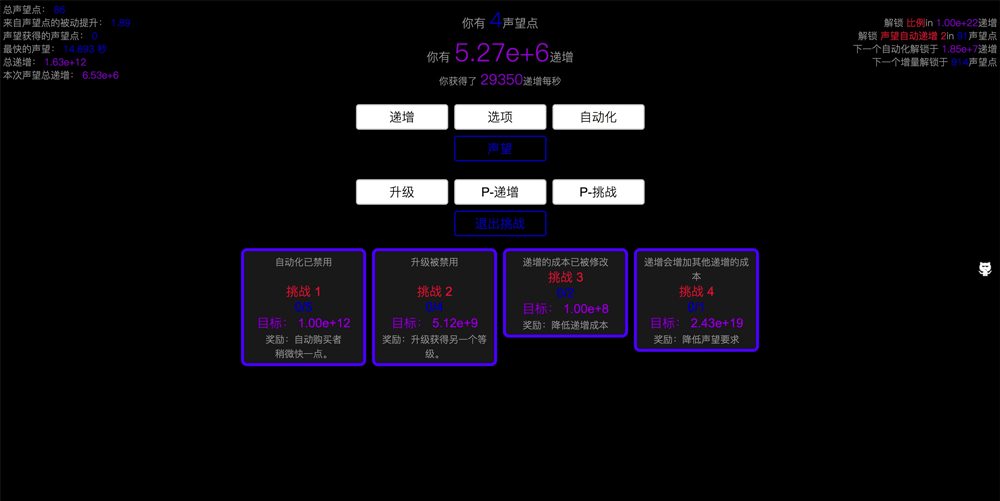 总声望点： 66
来自声望点的被动提升： 1.89
声望获得的声望点： 0
最快的声望： 14.693 秒
总递增： 1.63e+12
本次声望总递增： 6.53e+6
你有 4声望点
你有 5.27e+6递增
你获得了 29350递增每秒
解锁 比例in 1.00e+22递增
解锁 声望自动递增 2in 91声望点
下一个自动化解锁于 1.85e+7递增
下一个增量解锁于 914声望点
递增
选项
自动化
声望
升级
P-递增
P-挑战
退出挑战
自动化已禁用
挑战 1
0/5
目标： 1.00e+12
奖励：自动购买者
稍微快一点。
升级被禁用
挑战 2
0/4
目标： 5.12e+9
奖励：升级获得另一个等
级。
递增的成本已被修改
挑战 3
0/2
目标： 1.00e+8
奖励：降低递增成本
递增会增加其他递增的成
本
挑战 4
0/1
目标： 2.43e+19
奖励：降低声望要求